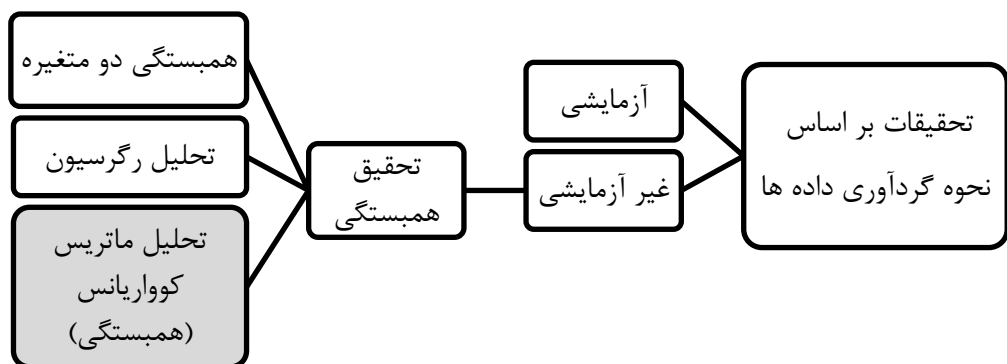 تحقیقات بر اساس
نحوه گردآوری داده ها
آزمایشی
غیر آزمایشی
تحقیق
همبستگی
همبستگی دو متغیره
تحلیل رگرسیون
تحلیل ماتریس
کوواریانس
(همبستگی)